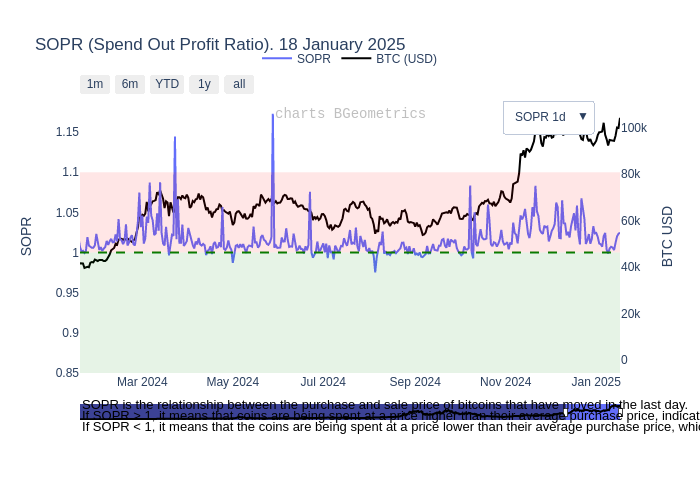 SOPR (Spend Out Profit Ratio). 18 January 2025
SOPR BTC (USD)
1m 6m YTD 1y all
charts BGeometrics
SOPR 1d ▼
1.15
1.1
1.05
1
0.95
0.9
0.85
SOPR
100k
80k
60k
40k
20k
0
BTC USD
Mar 2024 May 2024 Jul 2024 Sep 2024 Nov 2024 Jan 2025
SOPR is the relationship between the purchase and sale price of bitcoins that have moved in the last day.
If SOPR > 1, it means that coins are being spent at a price higher than their average purchase price, indicat
If SOPR < 1, it means that the coins are being spent at a price lower than their average purchase price, whic